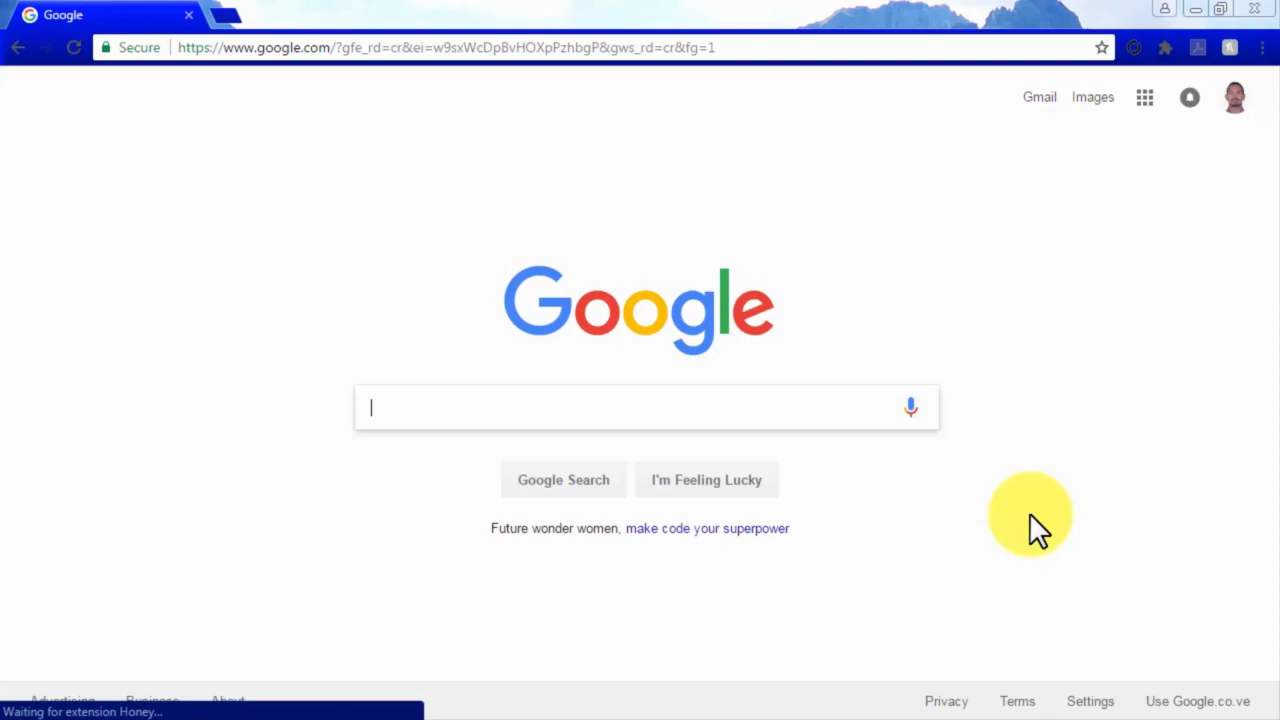 Google
Secure https://www.google.com/?gfe_rd=cr&ei=w9sxWcDpBvHOXpPzhbgP&gws_rd=cr&fg=1
Gmail Images
Google
Google Search I'm Feeling Lucky
Future wonder women, make code your superpower
Advertising Business About Privacy Terms Settings Use Google.co.ve
Waiting for extension Honey...